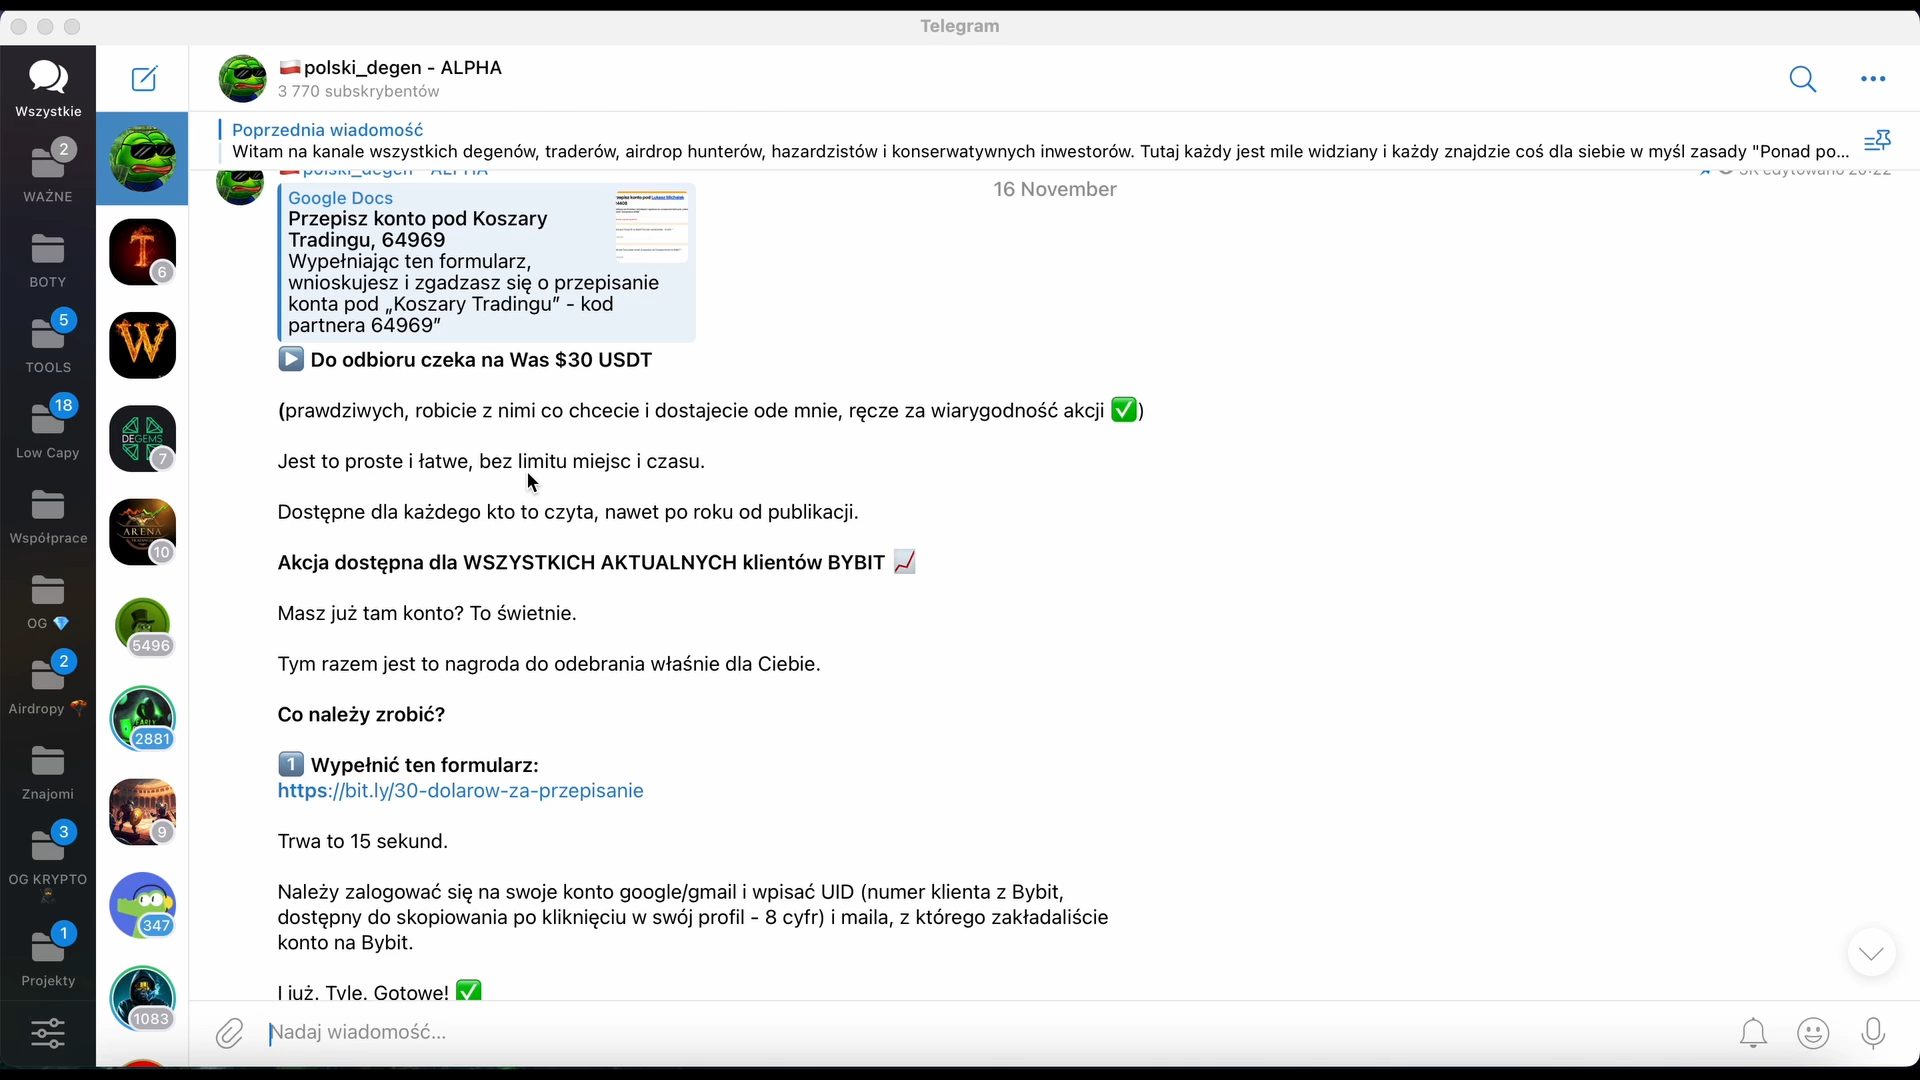 Telegram
Wszystkie
2
WAŻNE
BOTY
5
TOOLS
18
Low Capy
Współprace
OG 💎
2
Airdropy 🪂
Znajomi
3
OG KRYPTO
1
Projekty
T
6
W
DEGEMS
7
ARENA
10
5496
EARLY
2881
9
347
1083
🇵🇱polski_degen - ALPHA
3 770 subskrybentów
Poprzednia wiadomość
Witam na kanale wszystkich degenów, traderów, airdrop hunterów, hazardzistów i konserwatywnych inwestorów. Tutaj każdy jest mile widziany i każdy znajdzie coś dla siebie w myśl zasady "Ponad po...
polski_degen - ALPHA
3K edytowano 20:22
16 November
Google Docs
Przepisz konto pod Koszary
Tradingu, 64969
Wypełniając ten formularz,
wnioskujesz i zgadzasz się o przepisanie
konta pod „Koszary Tradingu” - kod
partnera 64969”
▶️ Do odbioru czeka na Was $30 USDT
(prawdziwych, robicie z nimi co chcecie i dostajecie ode mnie, ręcze za wiarygodność akcji ✅)
Jest to proste i łatwe, bez limitu miejsc i czasu.
Dostępne dla każdego kto to czyta, nawet po roku od publikacji.
Akcja dostępna dla WSZYSTKICH AKTUALNYCH klientów BYBIT 📈
Masz już tam konto? To świetnie.
Tym razem jest to nagroda do odebrania właśnie dla Ciebie.
Co należy zrobić?
1️⃣ Wypełnić ten formularz:
https://bit.ly/30-dolarow-za-przepisanie
Trwa to 15 sekund.
Należy zalogować się na swoje konto google/gmail i wpisać UID (numer klienta z Bybit,
dostępny do skopiowania po kliknięciu w swój profil - 8 cyfr) i maila, z którego zakładaliście
konto na Bybit.
I już. Tyle. Gotowe! ✅
Nadaj wiadomość...